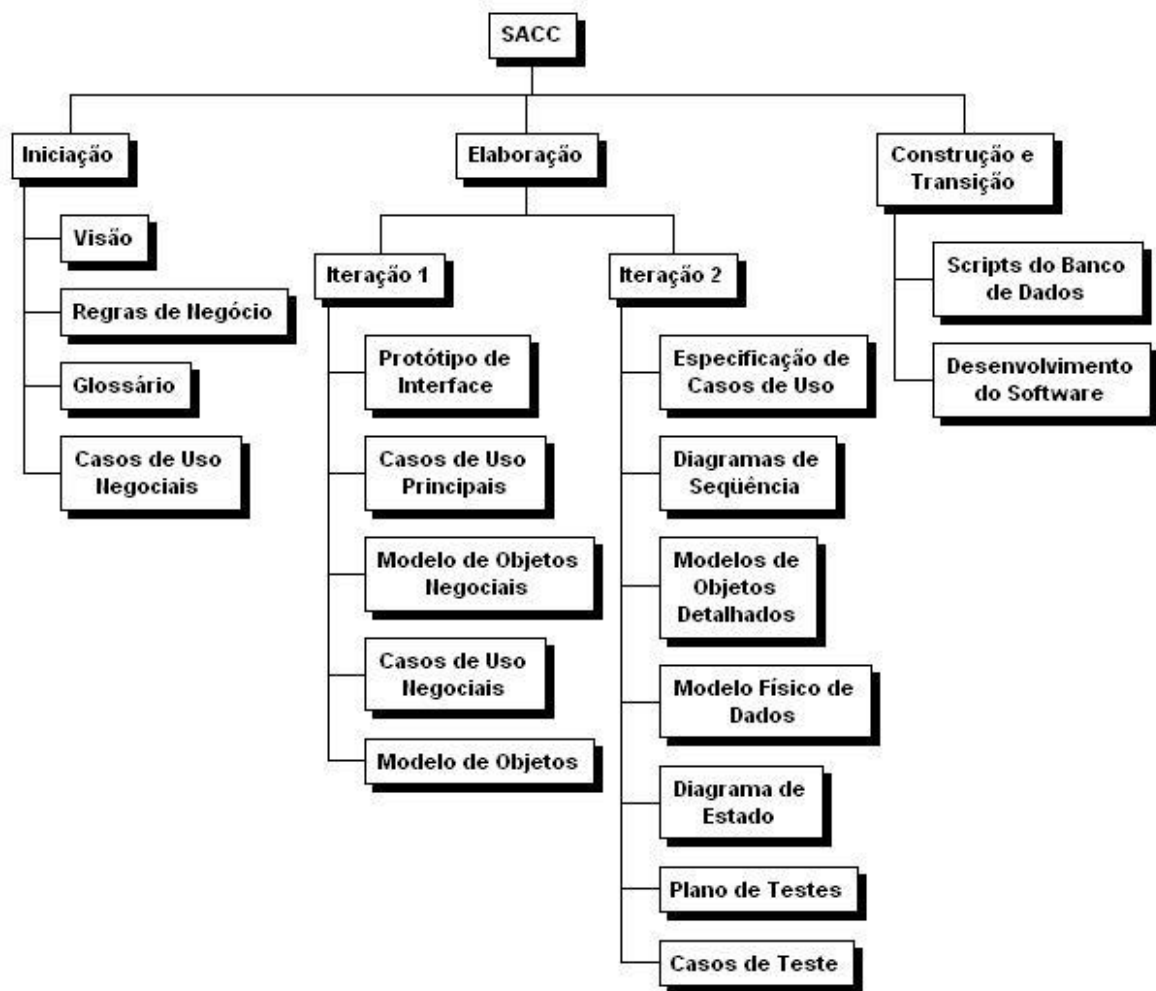 SACC
Iniciação
Visão
Regras de Negócio
Glossário
Casos de Uso
Negociais
Elaboração
Iteração 1
Protótipo de
Interface
Casos de Uso
Principais
Modelo de Objetos
Negociais
Casos de Uso
Negociais
Modelo de Objetos
Iteração 2
Especificação de
Casos de Uso
Diagramas de
Seqüência
Modelos de
Objetos
Detalhados
Modelo Físico de
Dados
Diagrama de
Estado
Plano de Testes
Casos de Teste
Construção e
Transição
Scripts do Banco
de Dados
Desenvolvimento
do Software